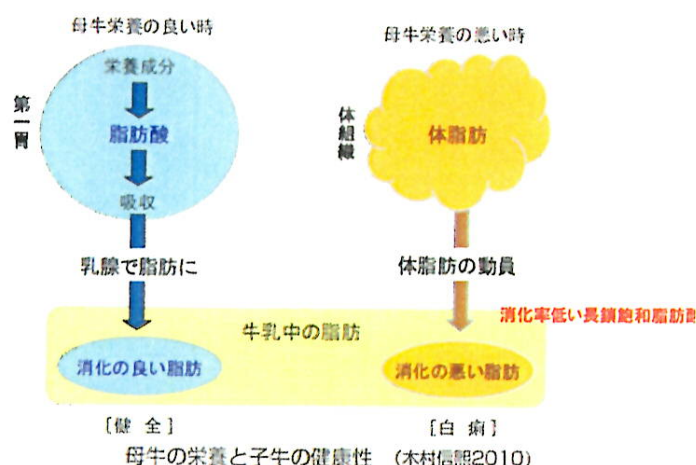 母牛栄養の良い時
栄養成分
第一胃
脂肪酸
吸収
乳腺で脂肪に
母牛栄養の悪い時
体組織
体脂肪
体脂肪の動員
消化率低い長鎖飽和脂肪酸
牛乳中の脂肪
消化の良い脂肪
消化の悪い脂肪
[健 全]
[白 痢]
母牛の栄養と子牛の健康性 (木村信熙2010)